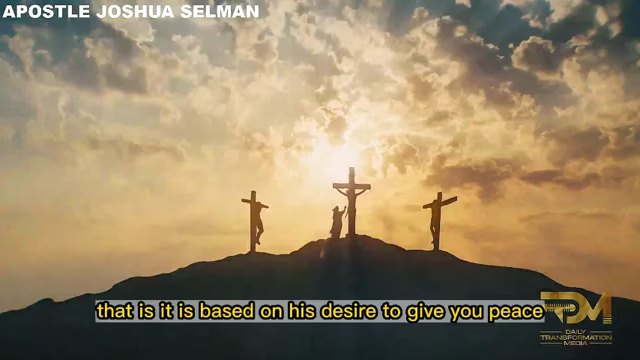 APOSTLE JOSHUA SELMAN
that is it is based on his desire to give you peace
DAILY
TRANSFORMATION
MEDIA